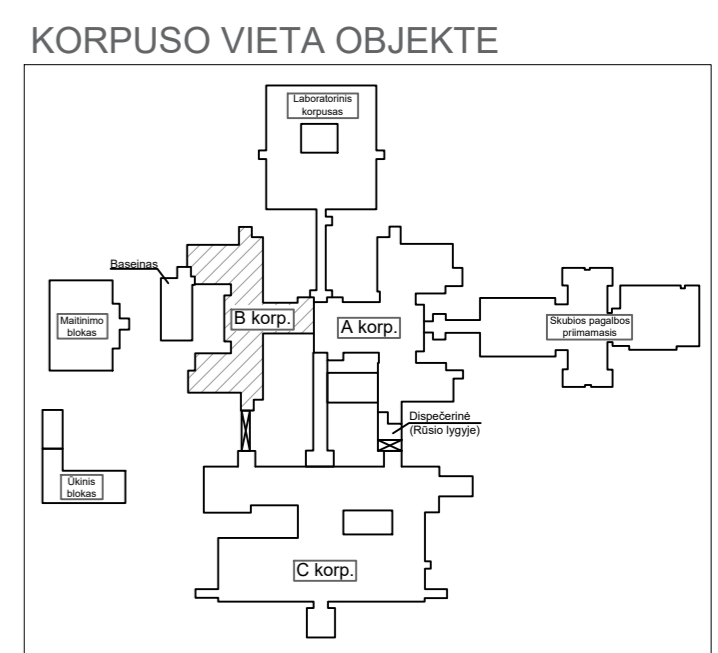 KORPUSO VIETA OBJEKTE
Laboratorinis
korpusas
Baseinas
Maitinimo
blokas
B korp.
A korp.
Skubios pagalbos
priimamasis
Dispečerinė
(Rūsio lygyje)
Ūkinis
blokas
C korp.